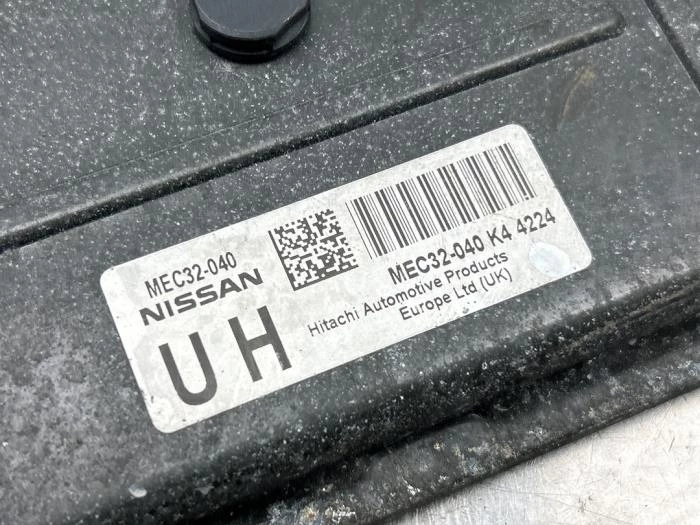 MEC32-040
NISSAN
UH
MEC32-040 K4 4224
Hitachi Automotive Products
Europe Ltd (UK)